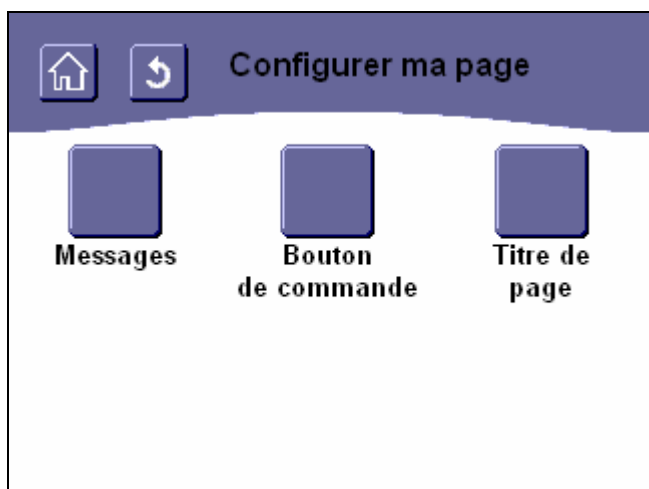 Configurer ma page
Messages
Bouton
de commande
Titre de
page